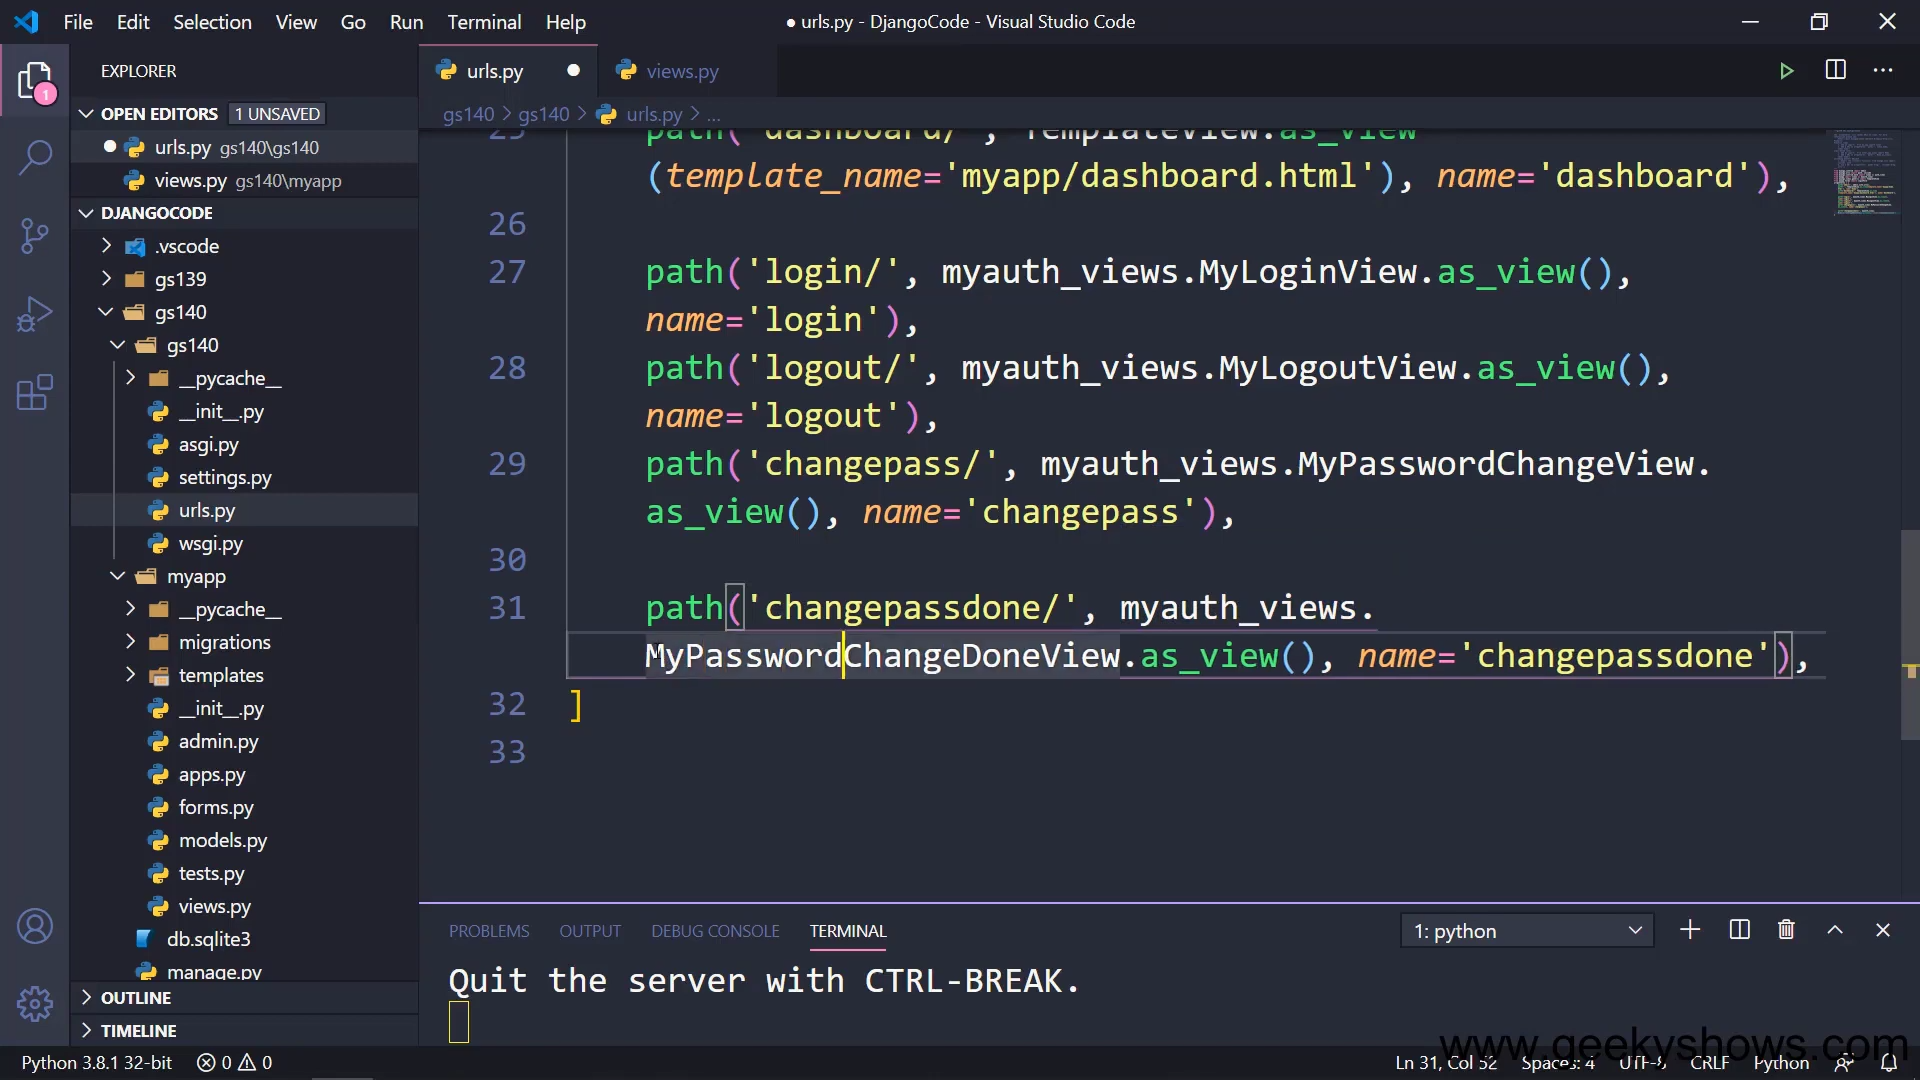 File Edit Selection View Go Run Terminal Help
● urls.py - DjangoCode - Visual Studio Code
EXPLORER
1
OPEN EDITORS 1 UNSAVED
urls.py gs140\gs140
views.py gs140\myapp
DJANGOCODE
.vscode
gs139
gs140
gs140
__pycache__
__init__.py
asgi.py
settings.py
urls.py
wsgi.py
myapp
__pycache__
migrations
templates
__init__.py
admin.py
apps.py
forms.py
models.py
tests.py
views.py
db.sqlite3
manage.py
OUTLINE
TIMELINE
urls.py views.py
gs140 > gs140 > urls.py > ...
25 path('dashboard/', TemplateView.as_view
(template_name='myapp/dashboard.html'), name='dashboard'),
26
27 path('login/', myauth_views.MyLoginView.as_view(),
name='login'),
28 path('logout/', myauth_views.MyLogoutView.as_view(),
name='logout'),
29 path('changepass/', myauth_views.MyPasswordChangeView.
as_view(), name='changepass'),
30
31 path('changepassdone/', myauth_views.
MyPasswordChangeDoneView.as_view(), name='changepassdone'),
32 ]
33
PROBLEMS OUTPUT DEBUG CONSOLE TERMINAL 1: python
Quit the server with CTRL-BREAK.
www.geekyshows.com
Python 3.8.1 32-bit 0 0 Ln 31, Col 52 Spaces: 4 UTF-8 CRLF Python